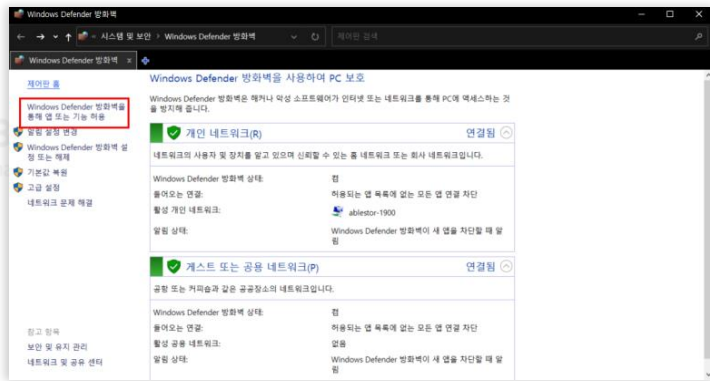 Windows Defender 방화벽
시스템 및 보안 › Windows Defender 방화벽
제어판 검색
Windows Defender 방화벽
제어판 홈
Windows Defender 방화벽을
통해 앱 또는 기능 허용
알림 설정 변경
Windows Defender 방화벽 설
정 또는 해제
기본값 복원
고급 설정
네트워크 문제 해결
참고 항목
보안 및 유지 관리
네트워크 및 공유 센터
Windows Defender 방화벽을 사용하여 PC 보호
Windows Defender 방화벽은 해커나 악성 소프트웨어가 인터넷 또는 네트워크를 통해 PC에 액세스하는 것
을 방지해 줍니다.
개인 네트워크(R) 연결됨
네트워크의 사용자 및 장치를 알고 있으며 신뢰할 수 있는 홈 네트워크 또는 회사 네트워크입니다.
Windows Defender 방화벽 상태: 켬
들어오는 연결: 허용되는 앱 목록에 없는 모든 앱 연결 차단
활성 개인 네트워크: ablestor-1900
알림 상태: Windows Defender 방화벽이 새 앱을 차단할 때 알
림
게스트 또는 공용 네트워크(P) 연결됨
공항 또는 커피숍과 같은 공공장소의 네트워크입니다.
Windows Defender 방화벽 상태: 켬
들어오는 연결: 허용되는 앱 목록에 없는 모든 앱 연결 차단
활성 공용 네트워크: 없음
알림 상태: Windows Defender 방화벽이 새 앱을 차단할 때 알
림